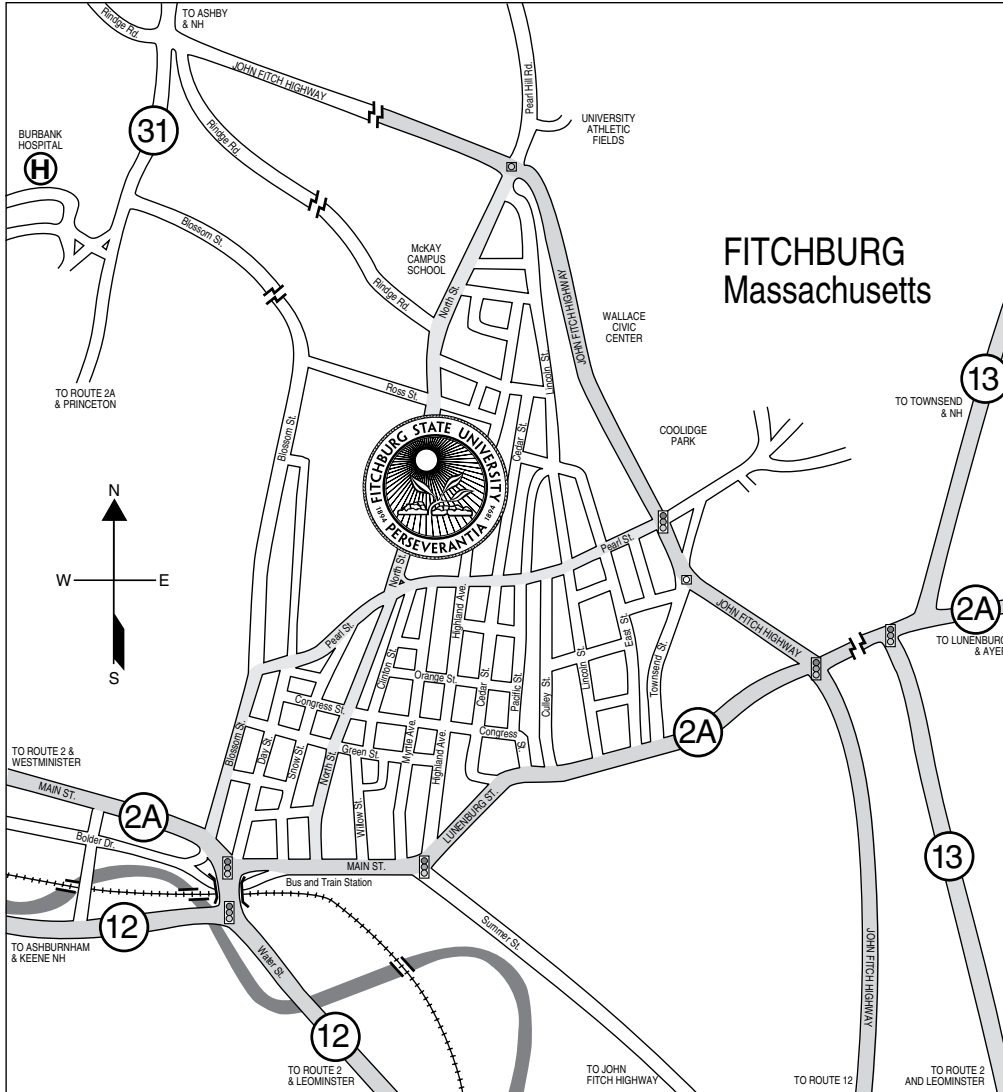 Rindge Rd.
TO ASHBY
& NH
JOHN FITCH HIGHWAY
Pearl Hill Rd.
UNIVERSITY
ATHLETIC
FIELDS
BURBANK
HOSPITAL
H
31
Rindge Rd.
Blossom St.
McKAY
CAMPUS
SCHOOL
Rindge Rd.
North St.
JOHN FITCH HIGHWAY
FITCHBURG
Massachusetts
WALLACE
CIVIC
CENTER
Lincoln St.
13
TO TOWNSEND
& NH
TO ROUTE 2A
& PRINCETON
Ross St.
Blossom St.
Cedar St.
COOLIDGE
PARK
FITCHBURG STATE UNIVERSITY
1894 PERSEVERANTIA 1894
N
W E
S
North St.
Pearl St.
Pearl St.
Highland Ave.
JOHN FITCH HIGHWAY
2A
TO LUNENBURG
& AYER
East St.
Townsend St.
Lincoln St.
Culley St.
Pacific St.
Cedar St.
Orange St.
Clinton St.
Congress St.
Congress St.
Blossom St.
Day St.
Snow St.
North St.
Green St.
Myrtle Ave.
Highland Ave.
Willow St.
2A
TO ROUTE 2 &
WESTMINISTER
MAIN ST.
2A
LUNENBURG ST.
Bolder Dr.
MAIN ST.
Bus and Train Station
13
12
TO ASHBURNHAM
& KEENE NH
Water St.
Summer St.
JOHN FITCH HIGHWAY
12
TO ROUTE 2
& LEOMINSTER
TO JOHN
FITCH HIGHWAY
TO ROUTE 12
TO ROUTE 2
AND LEOMINSTER